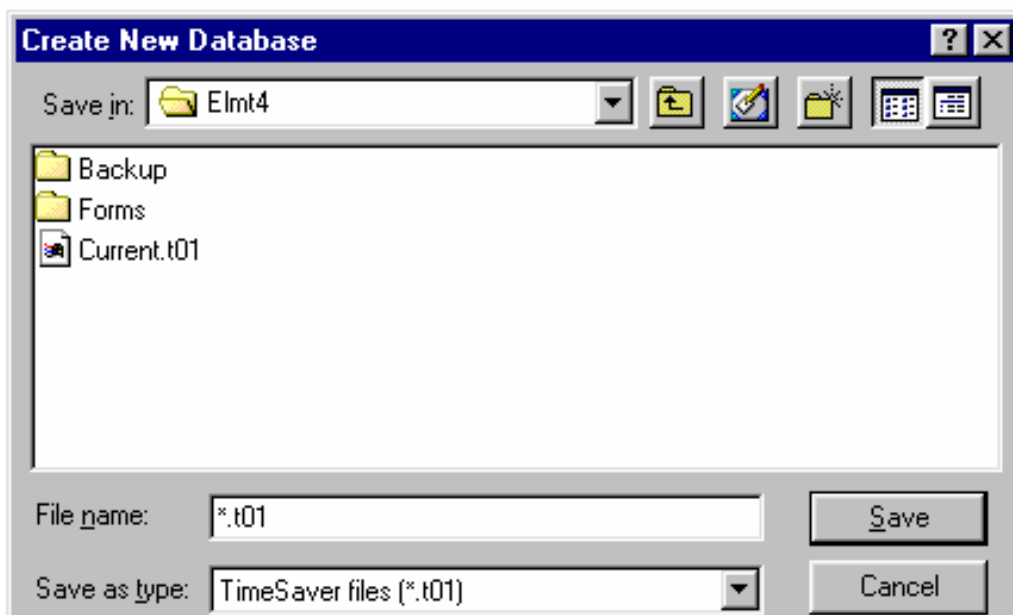 Create New Database
Save in: Elmt4
Backup
Forms
Current.t01
File name: *.t01 Save
Save as type: TimeSaver files (*.t01) Cancel